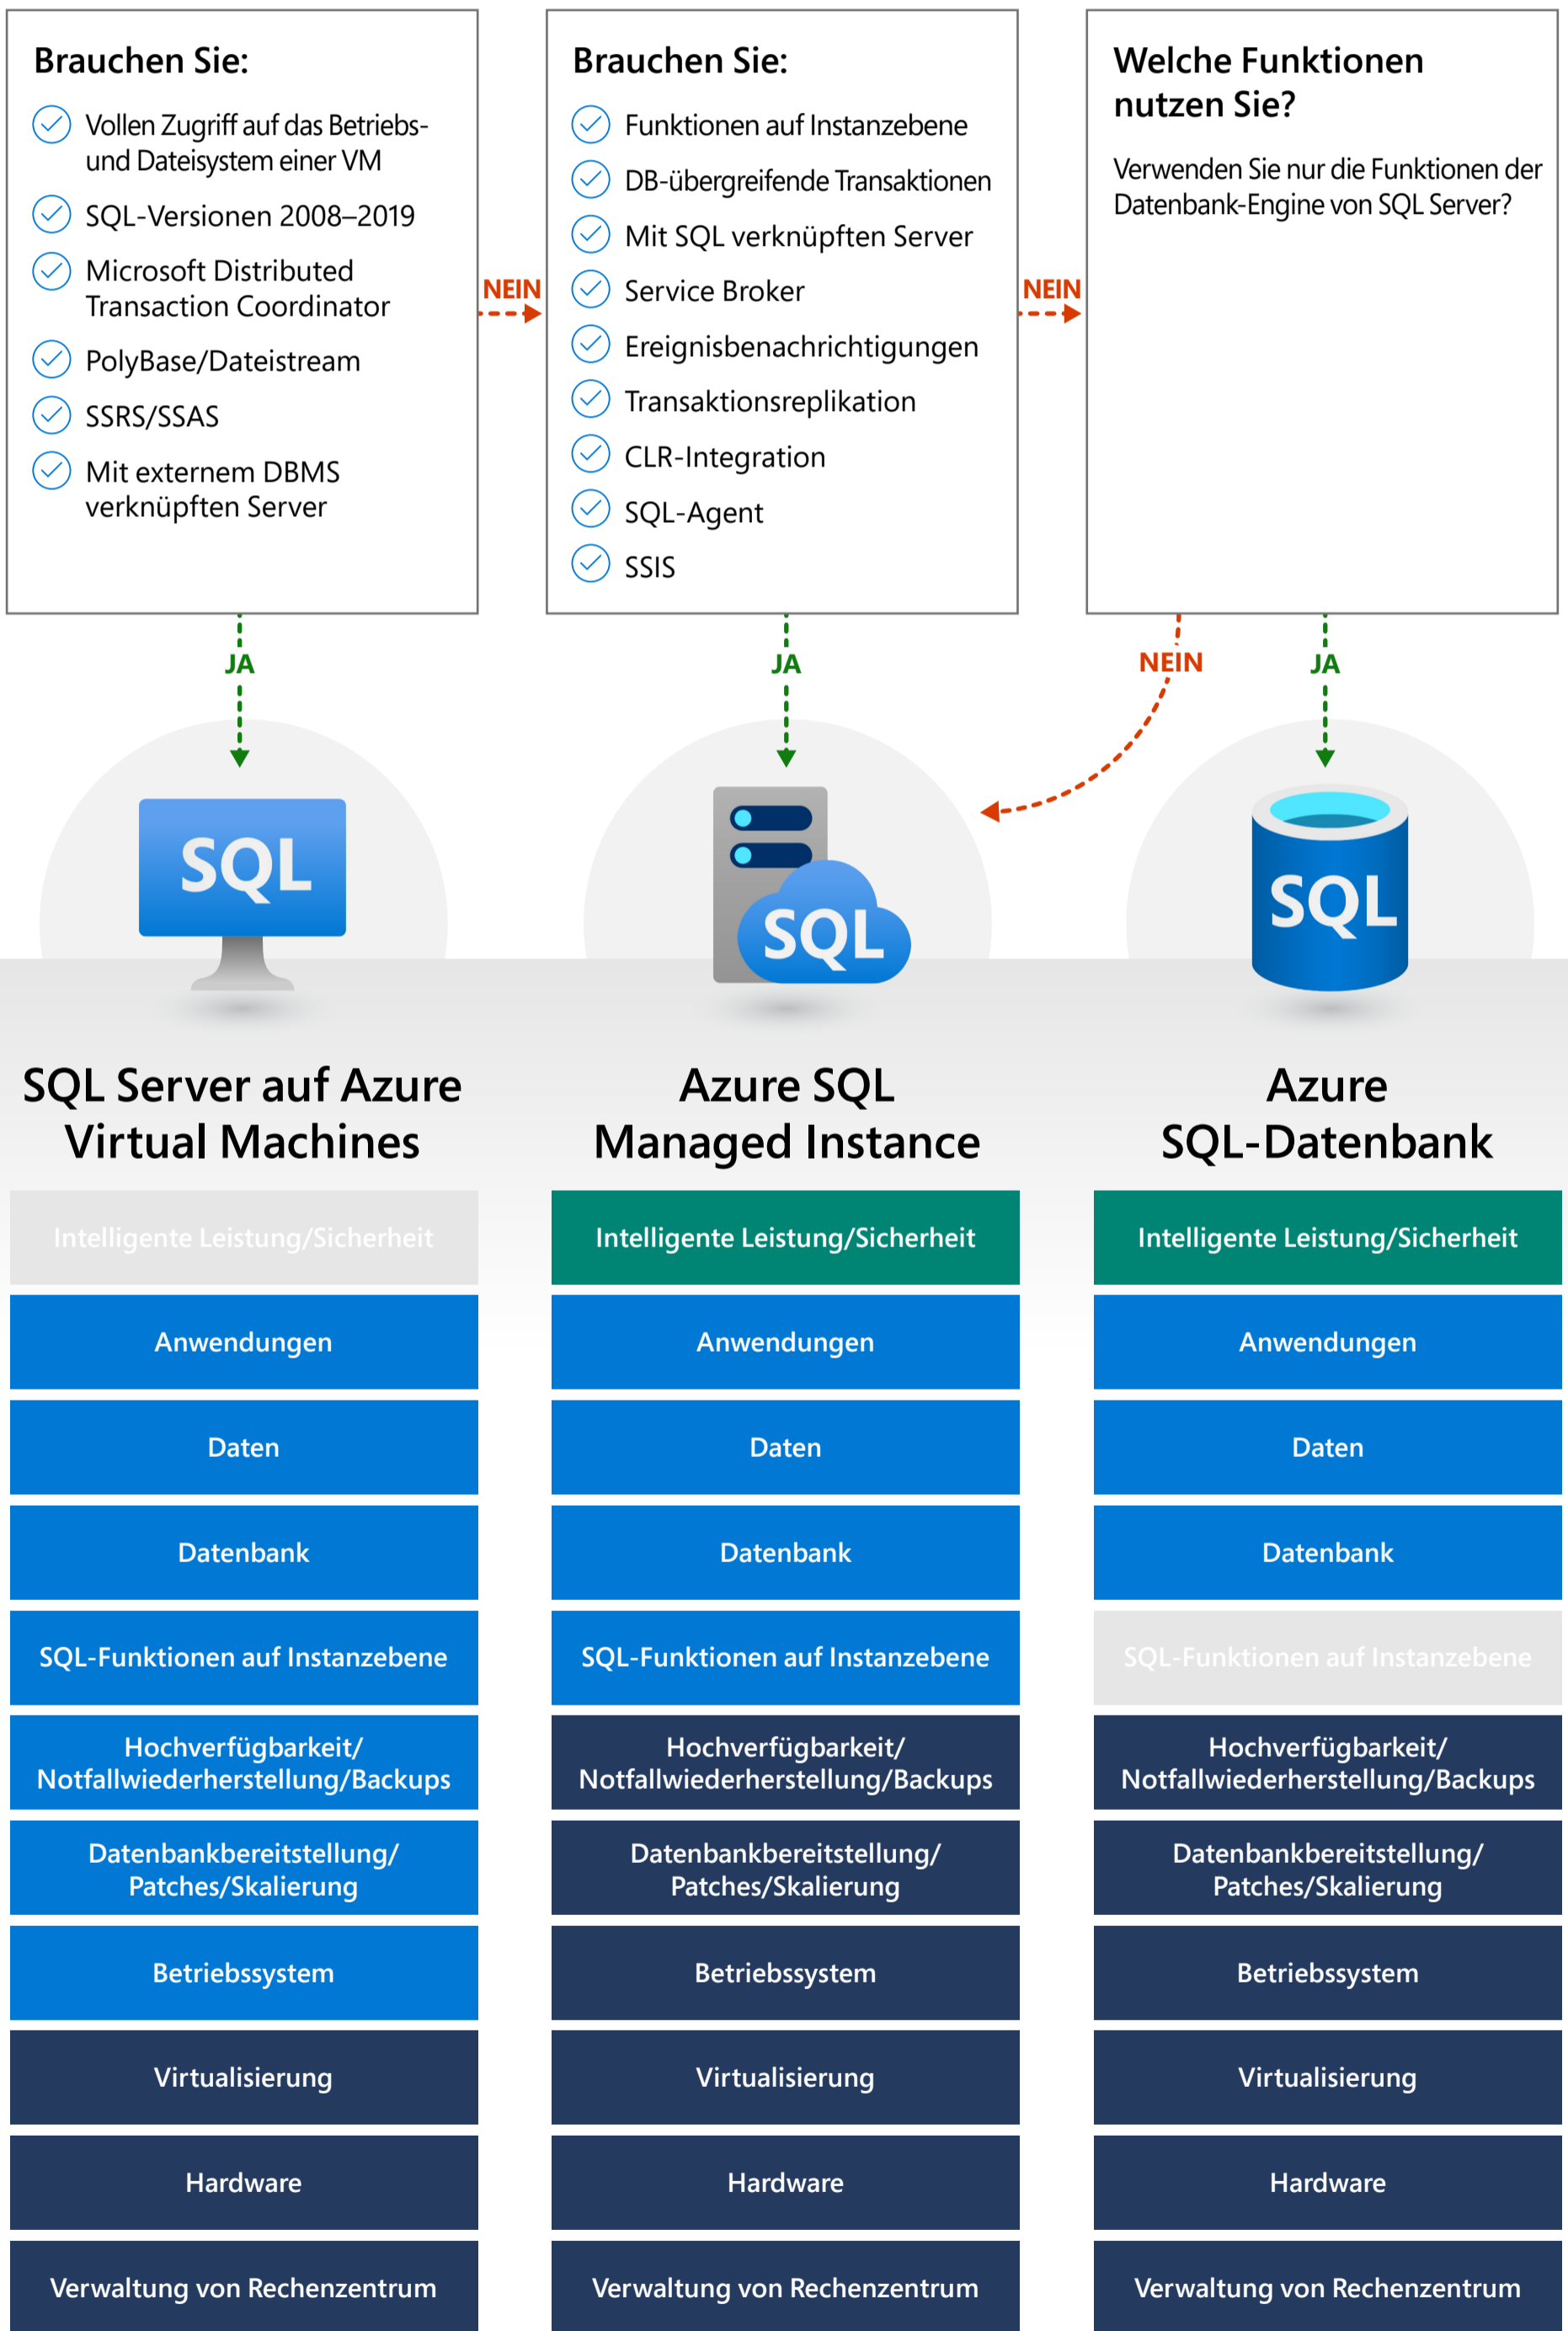 Brauchen Sie:
Vollen Zugriff auf das Betriebs-
und Dateisystem einer VM
SQL-Versionen 2008–2019
Microsoft Distributed
Transaction Coordinator
PolyBase/Dateistream
SSRS/SSAS
Mit externem DBMS
verknüpften Server
NEIN
Brauchen Sie:
Funktionen auf Instanzebene
DB-übergreifende Transaktionen
Mit SQL verknüpften Server
Service Broker
Ereignisbenachrichtigungen
Transaktionsreplikation
CLR-Integration
SQL-Agent
SSIS
NEIN
Welche Funktionen
nutzen Sie?
Verwenden Sie nur die Funktionen der
Datenbank-Engine von SQL Server?
JA
JA
NEIN
JA
SQL
SQL
SQL
SQL Server auf Azure
Virtual Machines
Intelligente Leistung/Sicherheit
Anwendungen
Daten
Datenbank
SQL-Funktionen auf Instanzebene
Hochverfügbarkeit/
Notfallwiederherstellung/Backups
Datenbankbereitstellung/
Patches/Skalierung
Betriebssystem
Virtualisierung
Hardware
Verwaltung von Rechenzentrum
Azure SQL
Managed Instance
Intelligente Leistung/Sicherheit
Anwendungen
Daten
Datenbank
SQL-Funktionen auf Instanzebene
Hochverfügbarkeit/
Notfallwiederherstellung/Backups
Datenbankbereitstellung/
Patches/Skalierung
Betriebssystem
Virtualisierung
Hardware
Verwaltung von Rechenzentrum
Azure
SQL-Datenbank
Intelligente Leistung/Sicherheit
Anwendungen
Daten
Datenbank
SQL-Funktionen auf Instanzebene
Hochverfügbarkeit/
Notfallwiederherstellung/Backups
Datenbankbereitstellung/
Patches/Skalierung
Betriebssystem
Virtualisierung
Hardware
Verwaltung von Rechenzentrum